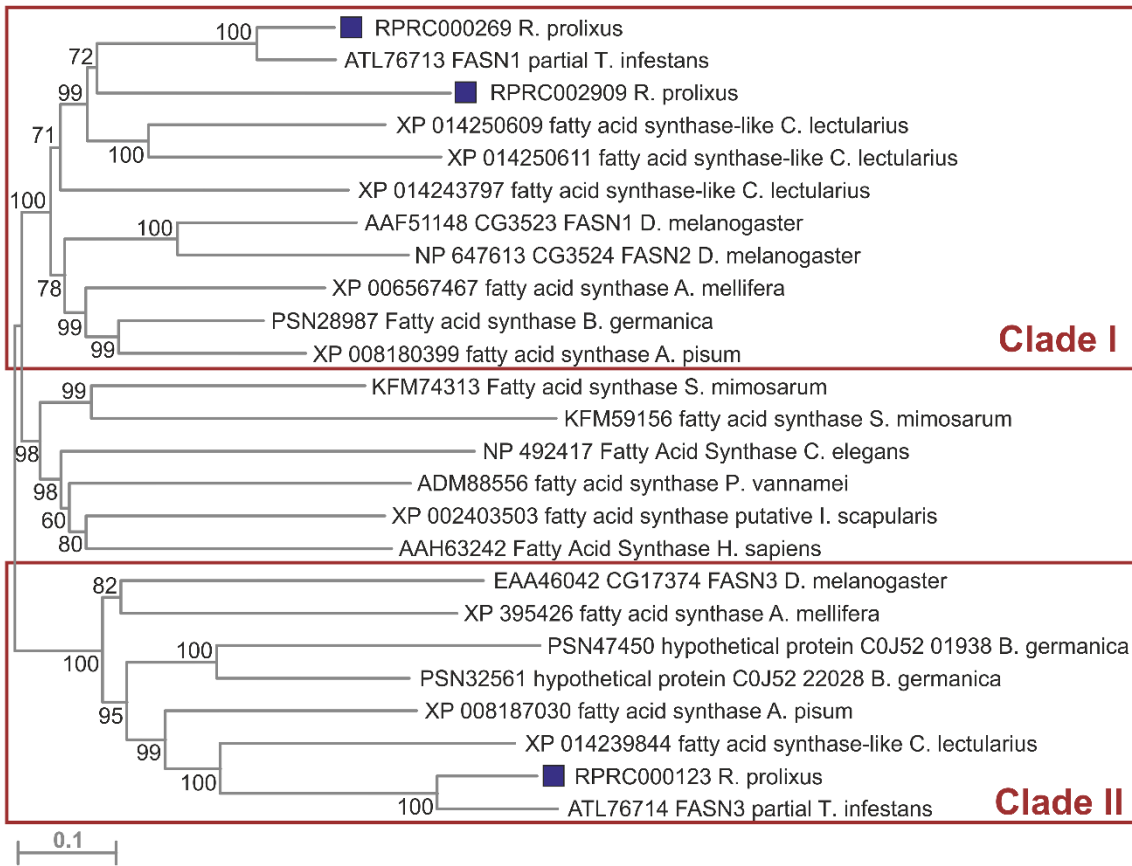 100
RPRC000269 R. prolixus
72
ATL76713 FASN1 partial T. infestans
99
RPRC002909 R. prolixus
71
XP 014250609 fatty acid synthase-like C. lectularius
100
XP 014250611 fatty acid synthase-like C. lectularius
XP 014243797 fatty acid synthase-like C. lectularius
100
AAF51148 CG3523 FASN1 D. melanogaster
100
NP 647613 CG3524 FASN2 D. melanogaster
78
XP 006567467 fatty acid synthase A. mellifera
99
PSN28987 Fatty acid synthase B. germanica
99
XP 008180399 fatty acid synthase A. pisum
Clade I
99
KFM74313 Fatty acid synthase S. mimosarum
KFM59156 fatty acid synthase S. mimosarum
98
NP 492417 Fatty Acid Synthase C. elegans
98
ADM88556 fatty acid synthase P. vannamei
60
XP 002403503 fatty acid synthase putative I. scapularis
80
AAH63242 Fatty Acid Synthase H. sapiens
82
EAA46042 CG17374 FASN3 D. melanogaster
XP 395426 fatty acid synthase A. mellifera
100
100
PSN47450 hypothetical protein C0J52 01938 B. germanica
PSN32561 hypothetical protein C0J52 22028 B. germanica
95
XP 008187030 fatty acid synthase A. pisum
99
XP 014239844 fatty acid synthase-like C. lectularius
100
RPRC000123 R. prolixus
100
ATL76714 FASN3 partial T. infestans
Clade II
0.1